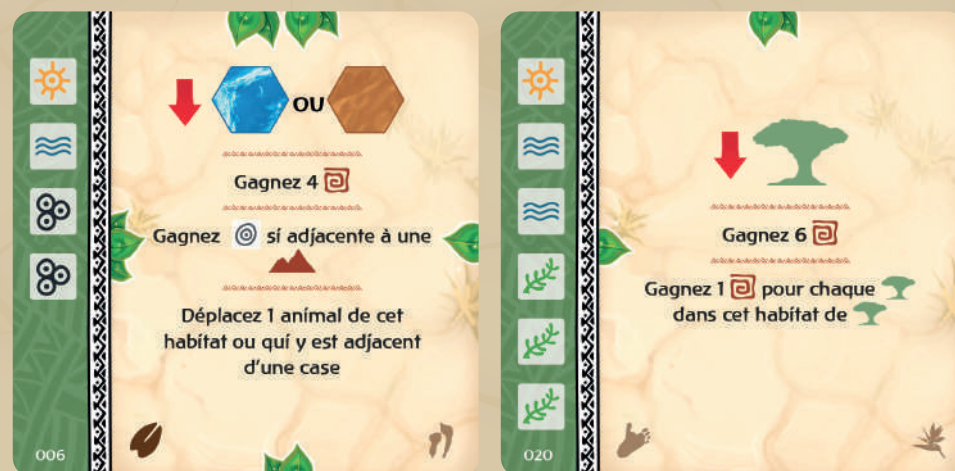 OU
Gagnez 4
Gagnez si adjacente à une
Déplacez 1 animal de cet
habitat ou qui y est adjacent
d'une case
006
Gagnez 6
Gagnez 1 pour chaque
dans cet habitat de
020